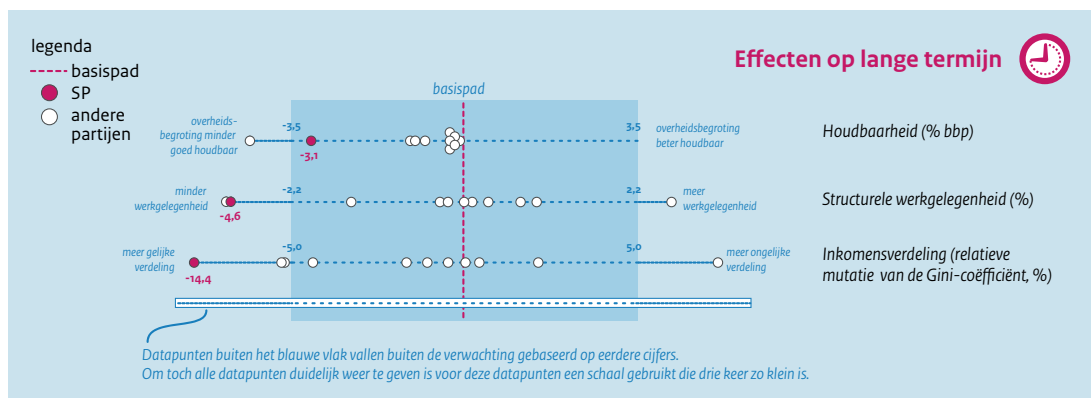 Effecten op lange termijn
legenda
basispad
SP
andere
partijen
basispad
overheids-
begroting minder
goed houdbaar
-3,5
-3,1
3,5
overheidsbegroting
beter houdbaar
Houdbaarheid (% bbp)
minder
werkgelegenheid
-2,2
-4,6
2,2
meer
werkgelegenheid
Structurele werkgelegenheid (%)
meer gelijke
verdeling
-5,0
-14,4
5,0
meer ongelijke
verdeling
Inkomensverdeling (relatieve
mutatie van de Gini-coëfficiënt, %)
Datapunten buiten het blauwe vlak vallen buiten de verwachting gebaseerd op eerdere cijfers.
Om toch alle datapunten duidelijk weer te geven is voor deze datapunten een schaal gebruikt die drie keer zo klein is.